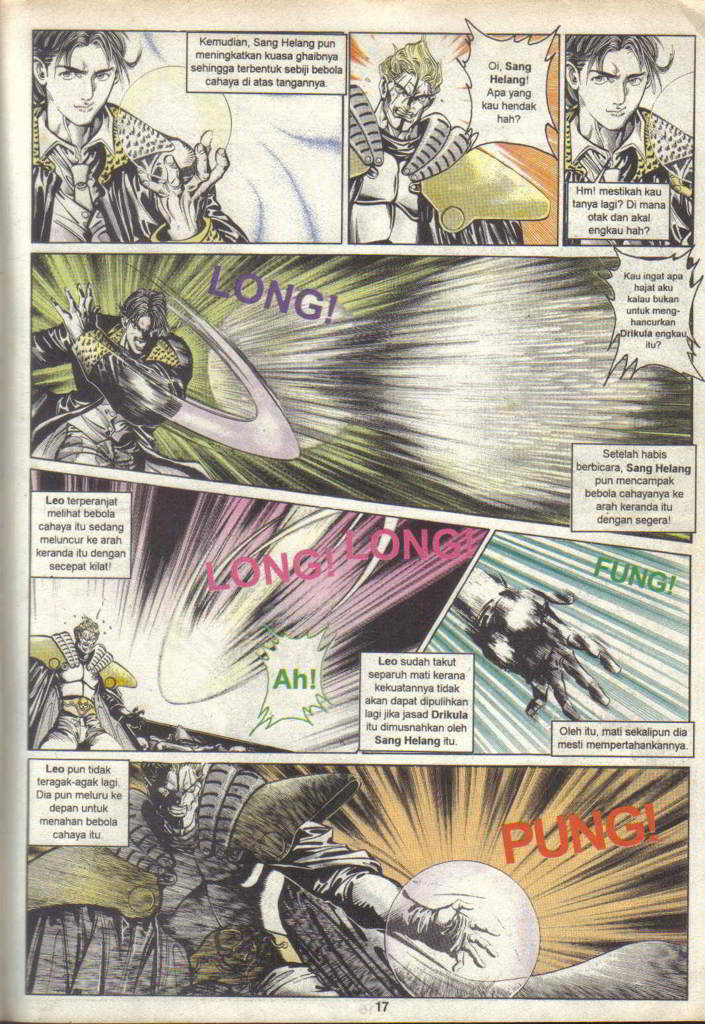 Kemudian, Sang Helang pun
meningkatkan kuasa ghaibnya
sehingga terbentuk sebiji bebola
cahaya di atas tangannya.
Oi, Sang
Helang!
Apa yang
kau hendak
hah?
Hm! mestikah kau
tanya lagi? Di mana
otak dan akal
engkau hah?
LONG!
Kau ingat apa
hajat aku
kalau bukan
untuk meng-
hancurkan
Drikula engkau
itu?
Setelah habis
berbicara, Sang Helang
pun mencampak
bebola cahayanya ke
arah keranda itu
dengan segera!
Leo terperanjat
melihat bebola
cahaya itu sedang
meluncur ke arah
keranda itu dengan
secepat kilat!
LONG! LONG!
Ah!
Leo sudah takut
separuh mati kerana
kekuatannya tidak
akan dapat dipulihkan
lagi jika jasad Drikula
itu dimusnahkan oleh
Sang Helang itu.
FUNG!
Oleh itu, mati sekalipun dia
mesti mempertahankannya.
Leo pun tidak
teragak-agak lagi.
Dia pun meluru ke
depan untuk
menahan bebola
cahaya itu.
PUNG!
17